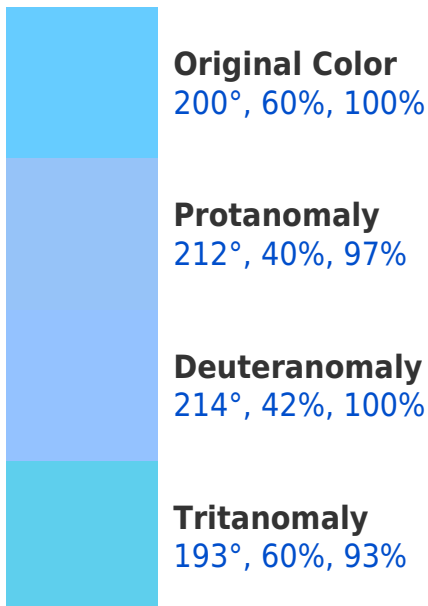 Original Color
200°, 60%, 100%
Protanomaly
212°, 40%, 97%
Deuteranomaly
214°, 42%, 100%
Tritanomaly
193°, 60%, 93%